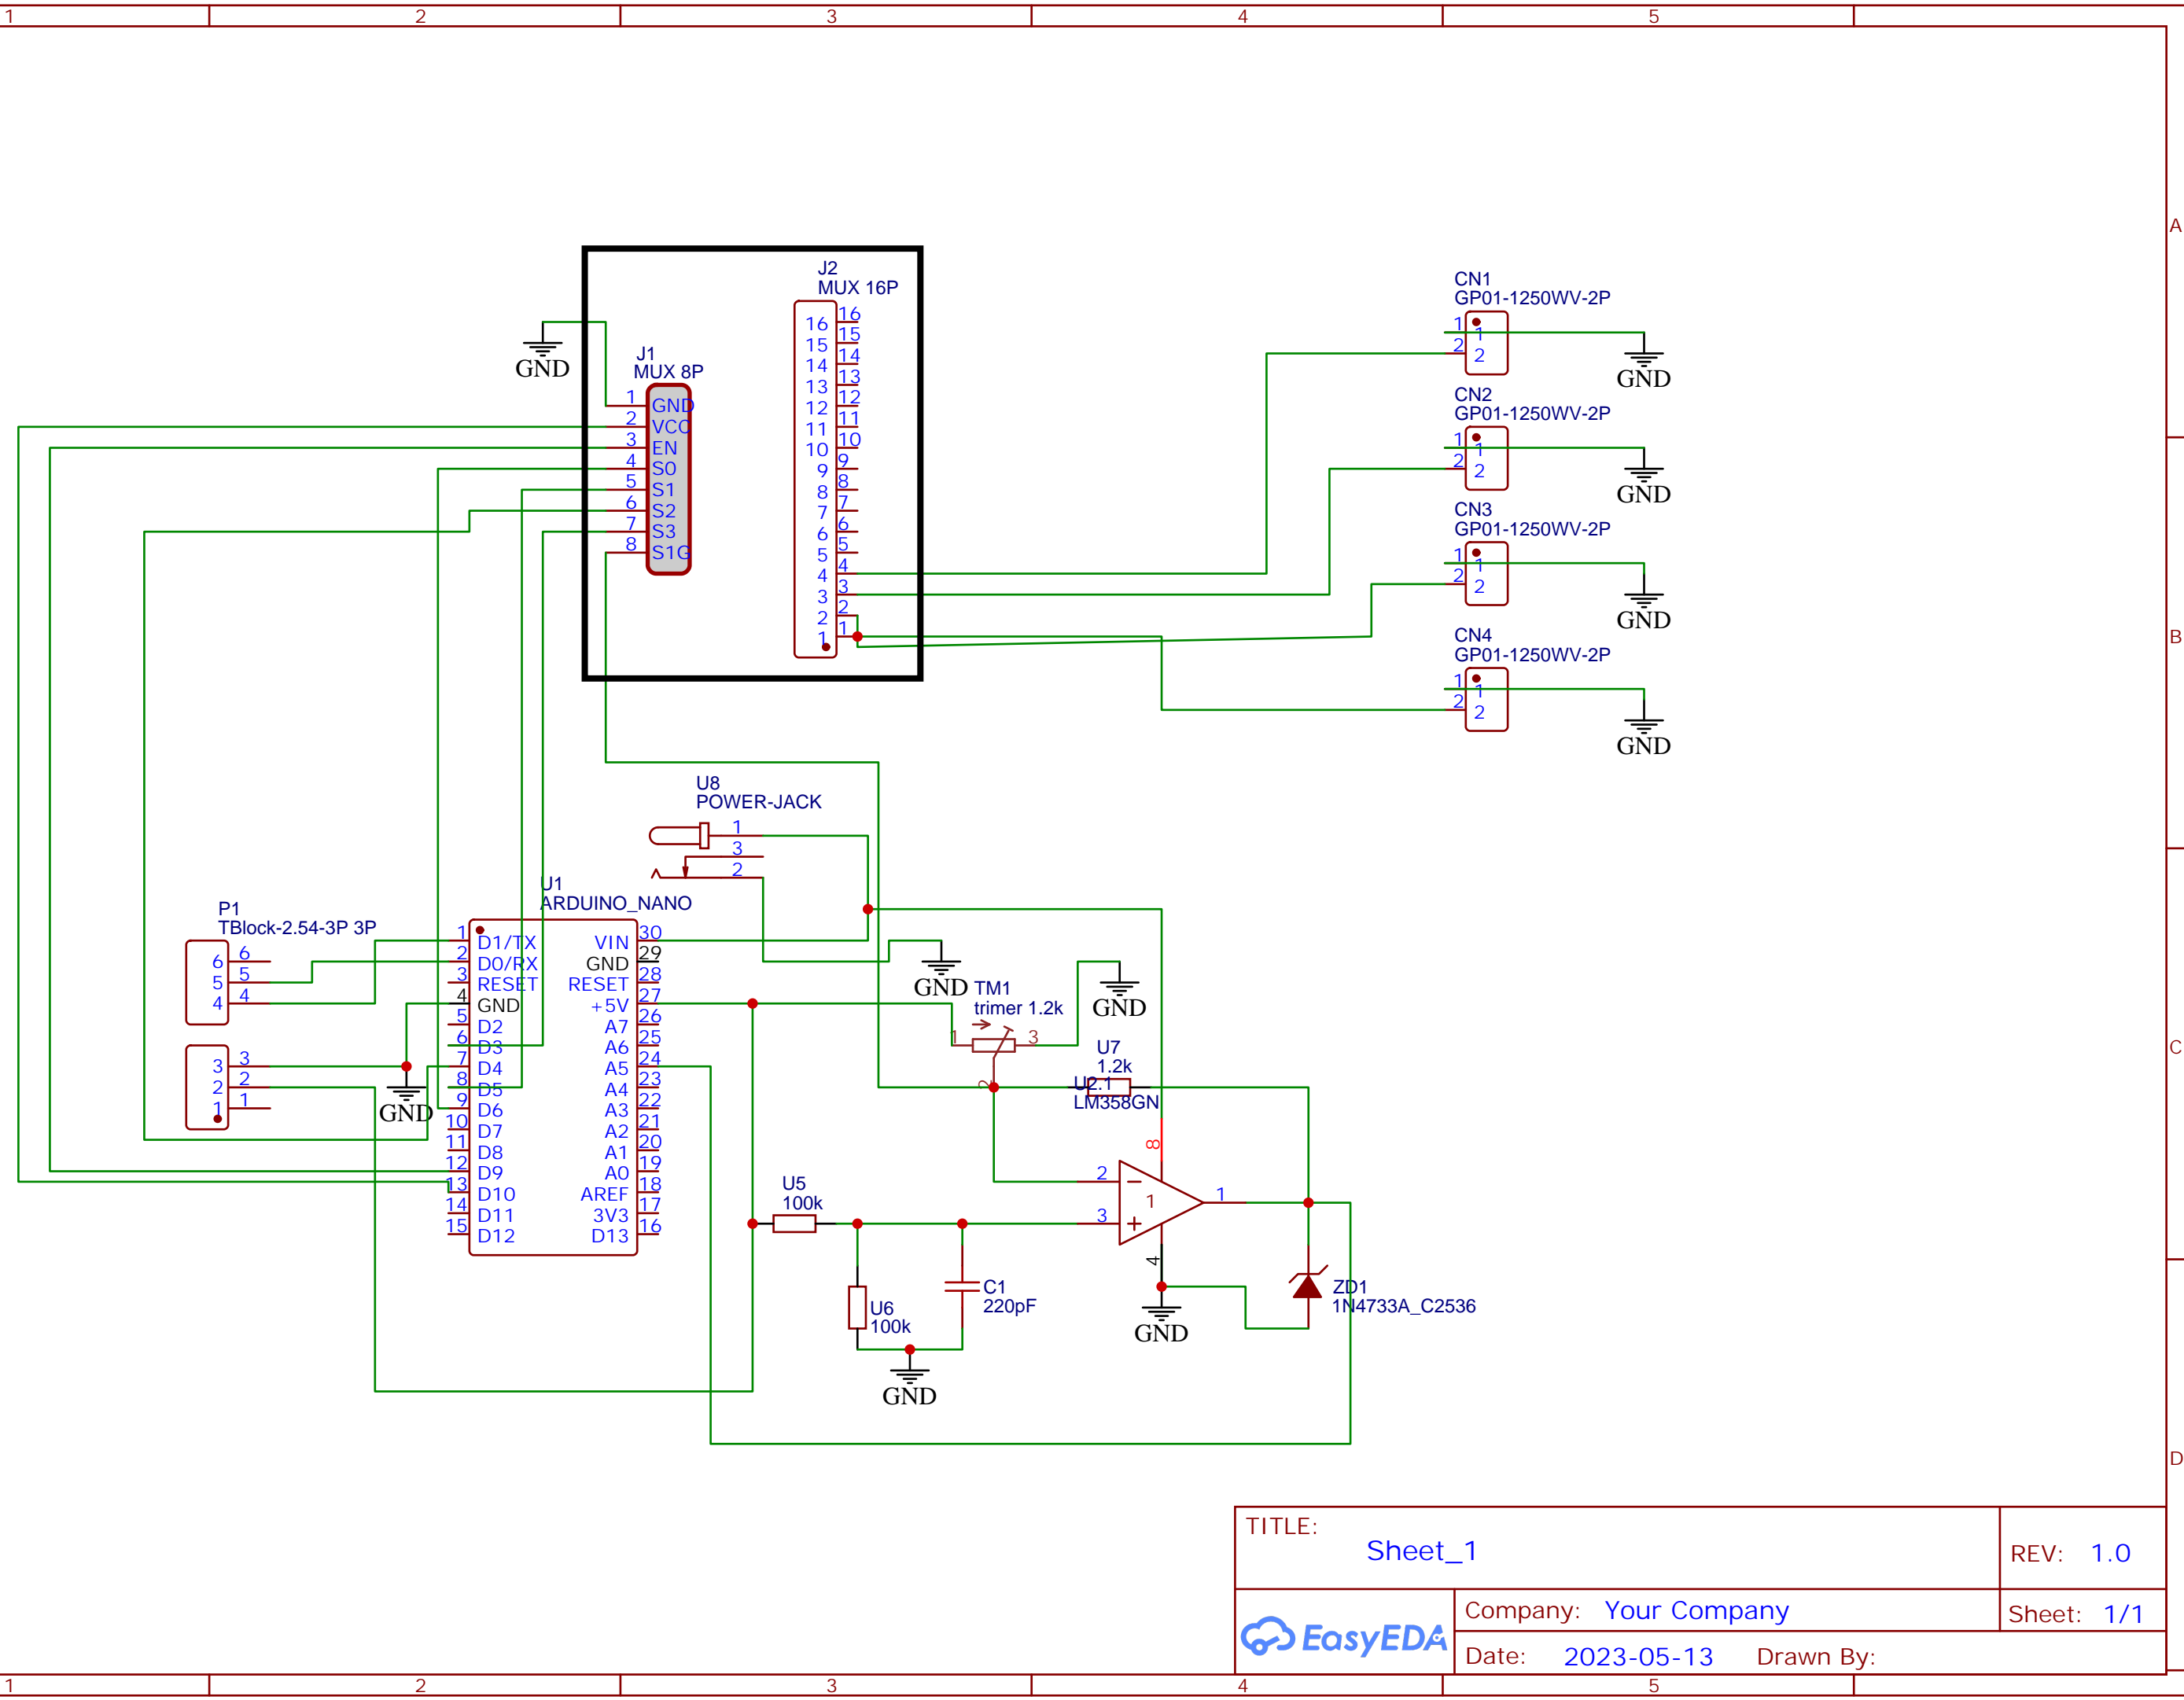 1 2 3 4 5
A
B
C
D
J2
MUX 16P
16 16
15 15
14 14
13 13
12 12
11 11
10 10
9 9
8 8
7 7
6 6
5 5
4 4
3 3
2 2
1 1
GND
J1
MUX 8P
1 GND
2 VCC
3 EN
4 S0
5 S1
6 S2
7 S3
8 S1G
CN1
GP01-1250WV-2P
1 1
2 2
GND
CN2
GP01-1250WV-2P
1 1
2 2
GND
CN3
GP01-1250WV-2P
1 1
2 2
GND
CN4
GP01-1250WV-2P
1 1
2 2
GND
U8
POWER-JACK
1
3
2
P1
TBlock-2.54-3P 3P
6 6
5 5
4 4
3 3
2 2
1 1
GND
U1
ARDUINO_NANO
1 D1/TX VIN 30
2 D0/RX GND 29
3 RESET RESET 28
4 GND +5V 27
5 D2 A7 26
6 D3 A6 25
7 D4 A5 24
8 D5 A4 23
9 D6 A3 22
10 D7 A2 21
11 D8 A1 20
12 D9 A0 19
13 D10 AREF 18
14 D11 3V3 17
15 D12 D13 16
GND
TM1
trimer 1.2k
1 3
2
GND
U7
1.2k
U2.1
LM358GN
8
2
1 1
3
4
GND
U5
100k
U6
100k
C1
220pF
GND
ZD1
1N4733A_C2536
TITLE:
Sheet_1
REV: 1.0
EasyEDA
Company: Your Company
Sheet: 1/1
Date: 2023-05-13 Drawn By:
1 2 3 4 5